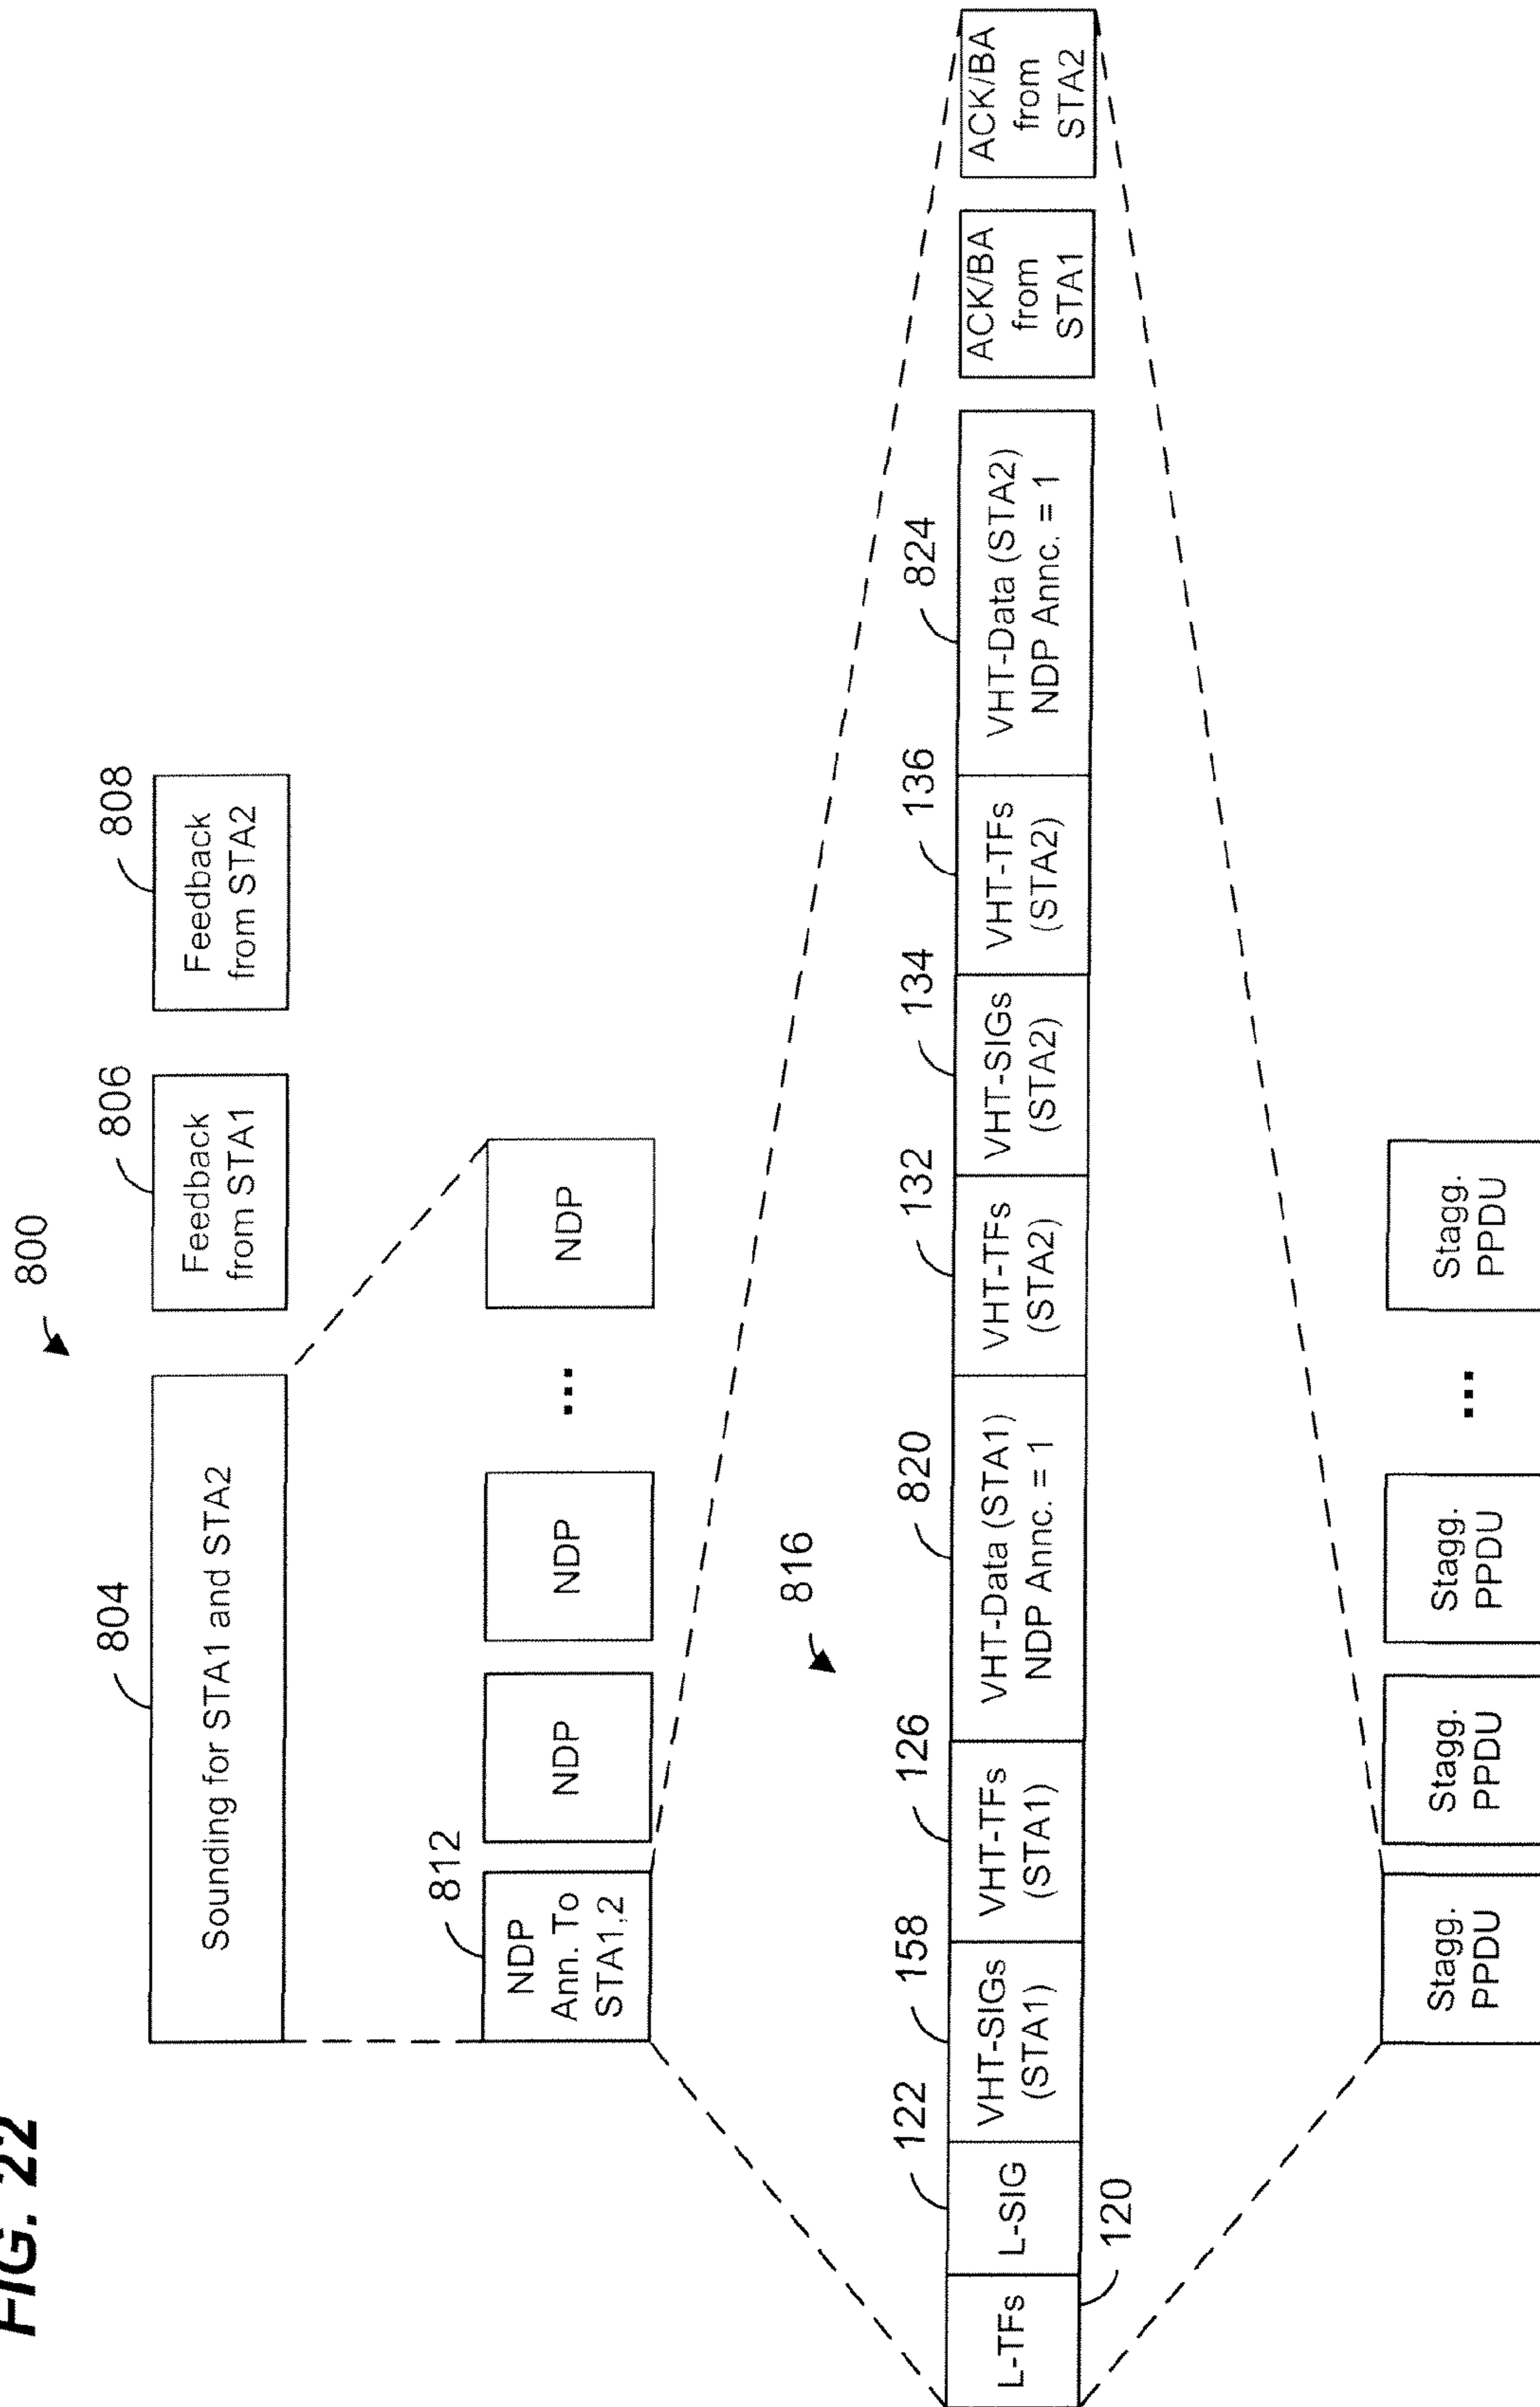 FIG. 22
800
804
806
808
Sounding for STA1 and STA2
Feedback
from STA1
Feedback
from STA2
812
NDP
Ann. To
STA1,2
NDP
NDP
...
NDP
816
122
158
126
820
132
134
136
824
L-TFs
L-SIG
VHT-SIGs
(STA1)
VHT-TFs
(STA1)
VHT-Data (STA1)
NDP Annc. = 1
VHT-TFs
(STA2)
VHT-SIGs
(STA2)
VHT-TFs
(STA2)
VHT-Data (STA2)
NDP Annc. = 1
ACK/BA
from
STA1
ACK/BA
from
STA2
120
Stagg.
PPDU
Stagg.
PPDU
Stagg.
PPDU
...
Stagg.
PPDU